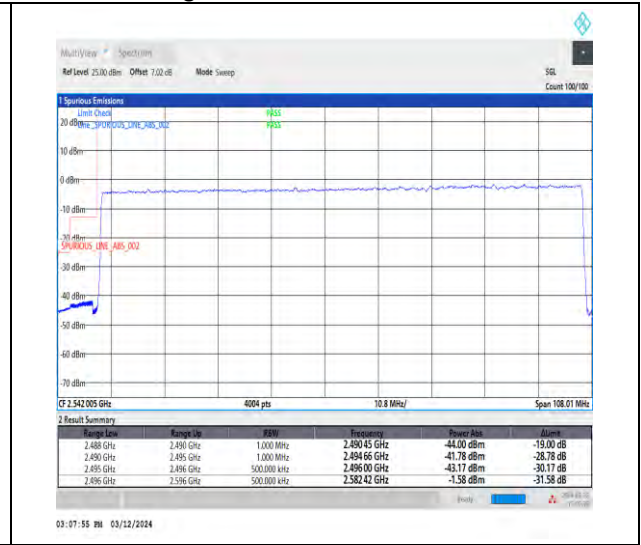 MultiView Spectrum
Ref Level 25.00 dBm Offset 7.02 dB Mode Sweep SGL
Count 100/100
1 Spurious Emissions
Limit Check PASS
20 dBm Line _SPURIOUS_LINE_ABS_002 PASS
10 dBm
0 dBm
-10 dBm
-20 dBm
SPURIOUS_LINE_ABS_002
-30 dBm
-40 dBm
-50 dBm
-60 dBm
-70 dBm
CF 2.542 005 GHz 4004 pts 10.8 MHz/ Span 108.01 MHz
2 Result Summary
Range Low Range Up RBW Frequency Power Abs ΔLimit
2.488 GHz 2.490 GHz 1.000 MHz 2.490 45 GHz -44.00 dBm -19.00 dB
2.490 GHz 2.495 GHz 1.000 MHz 2.494 66 GHz -41.78 dBm -28.78 dB
2.495 GHz 2.496 GHz 500.000 kHz 2.496 00 GHz -43.17 dBm -30.17 dB
2.496 GHz 2.596 GHz 500.000 kHz 2.582 42 GHz -1.58 dBm -31.58 dB
Ready
03:07:55 PM 03/12/2024